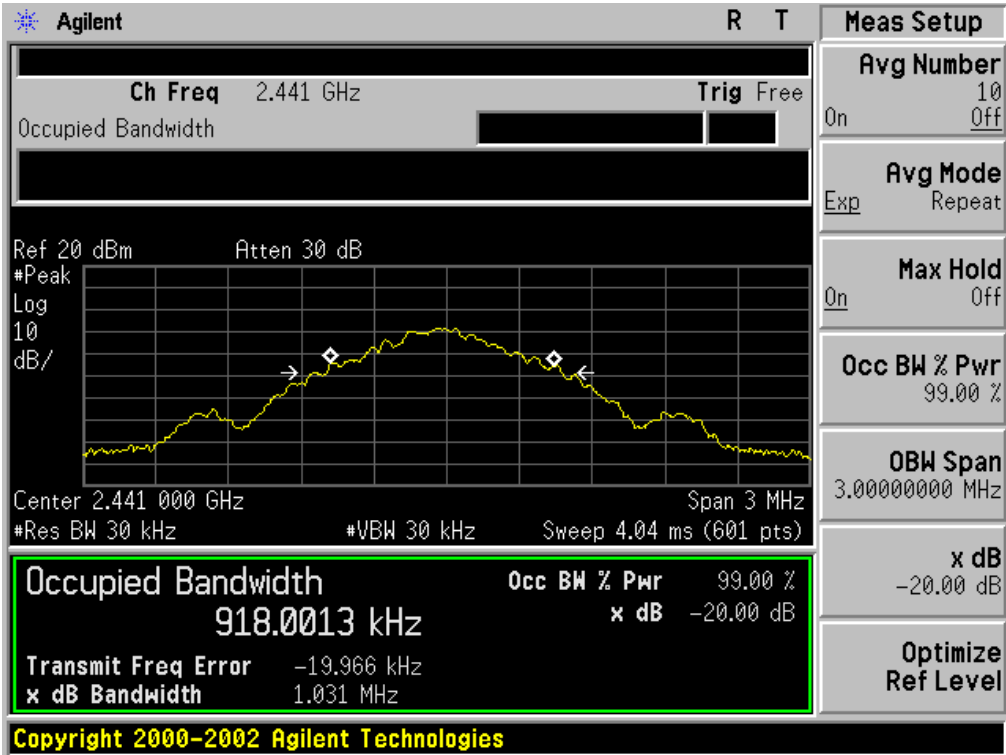 Agilent R T
Ch Freq 2.441 GHz Trig Free
Occupied Bandwidth
Ref 20 dBm Atten 30 dB
#Peak
Log
10
dB/
Center 2.441 000 GHz Span 3 MHz
#Res BW 30 kHz #VBW 30 kHz Sweep 4.04 ms (601 pts)
Occupied Bandwidth Occ BW % Pwr 99.00 %
918.0013 kHz x dB -20.00 dB
Transmit Freq Error -19.966 kHz
x dB Bandwidth 1.031 MHz
Copyright 2000-2002 Agilent Technologies
Meas Setup
Avg Number
10
On Off
Avg Mode
Exp Repeat
Max Hold
On Off
Occ BW % Pwr
99.00 %
OBW Span
3.00000000 MHz
x dB
-20.00 dB
Optimize
Ref Level